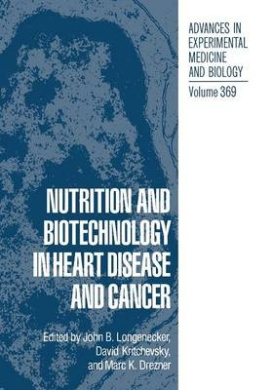 ADVANCES IN
EXPERIMENTAL
MEDICINE
AND BIOLOGY
Volume 369
NUTRITION AND
BIOTECHNOLOGY
IN HEART DISEASE
AND CANCER
Edited by John B. Longenecker,
David Kritchevsky,
and Marc K. Drezner